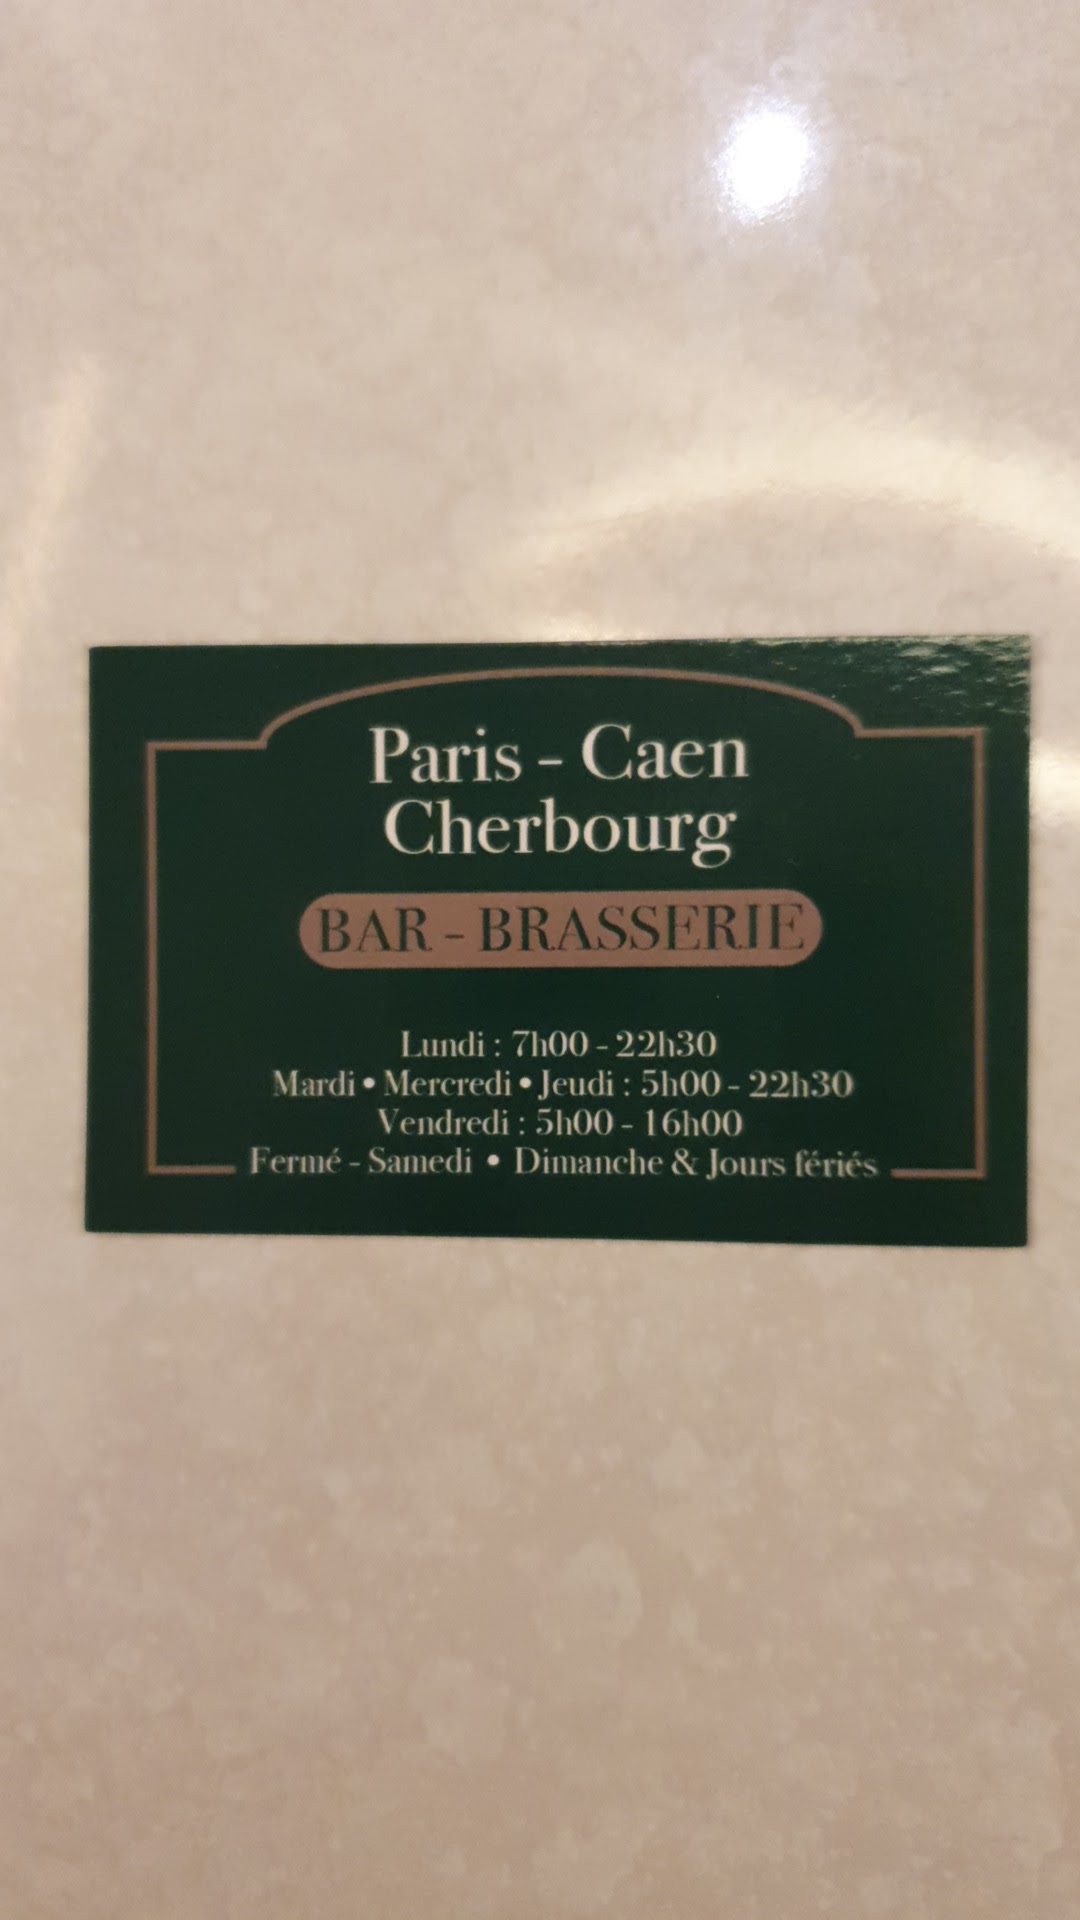 Paris - Caen
Cherbourg
BAR - BRASSERIE
Lundi : 7h00 - 22h30
Mardi • Mercredi • Jeudi : 5h00 - 22h30
Vendredi : 5h00 - 16h00
Fermé - Samedi • Dimanche & Jours fériés